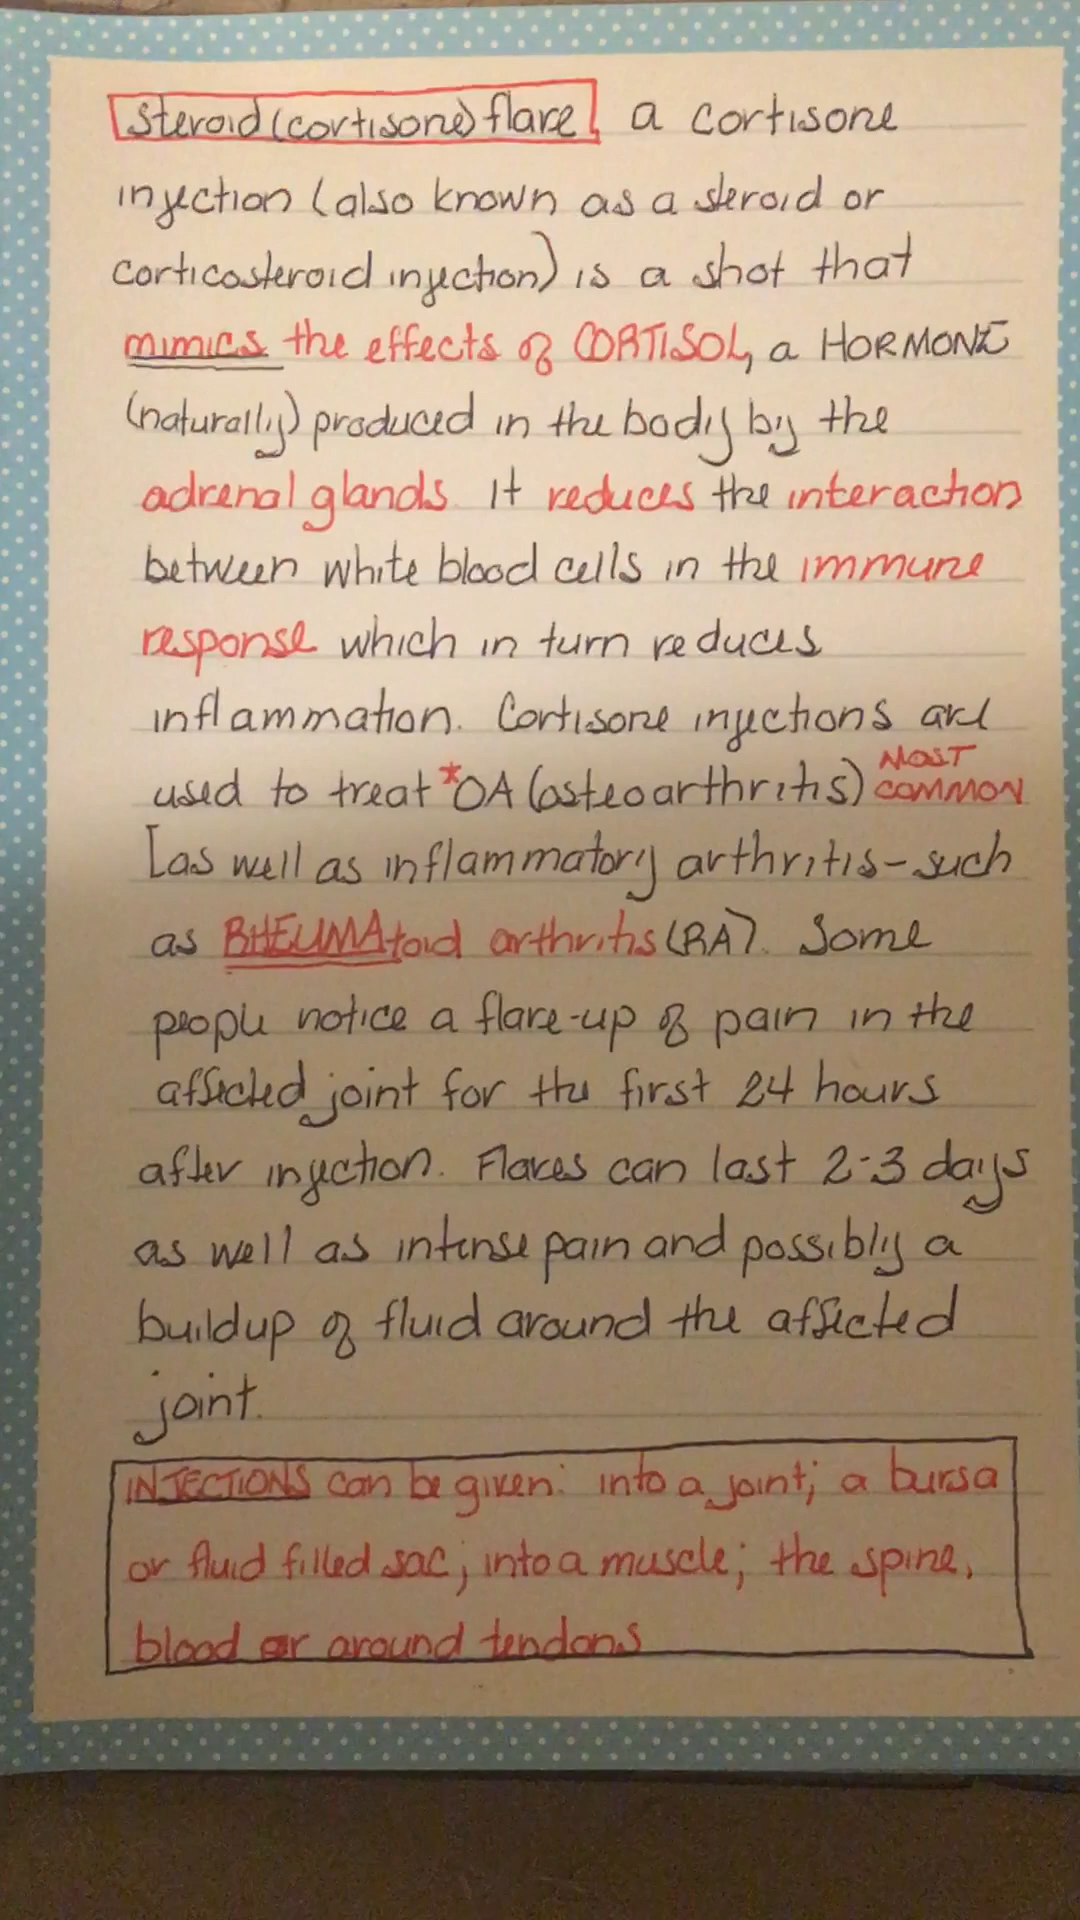 steroid (cortisone) flare, a cortisone
injection (also known as a steroid or
corticosteroid injection) is a shot that
mimics the effects of CORTISOL, a HORMONE
(naturally) produced in the body by the
adrenal glands. It reduces the interaction
between white blood cells in the immune
response which in turn reduces
inflammation. Cortisone injections are
used to treat *OA (osteoarthritis) MOST COMMON
[as well as inflammatory arthritis - such
as RHEUMAtoid arthritis (RA). Some
people notice a flare-up of pain in the
affected joint for the first 24 hours
after injection. Flares can last 2-3 days
as well as intense pain and possibly a
buildup of fluid around the affected
joint.
INJECTIONS can be given: into a joint; a bursa
or fluid filled sac; into a muscle; the spine,
blood or around tendons